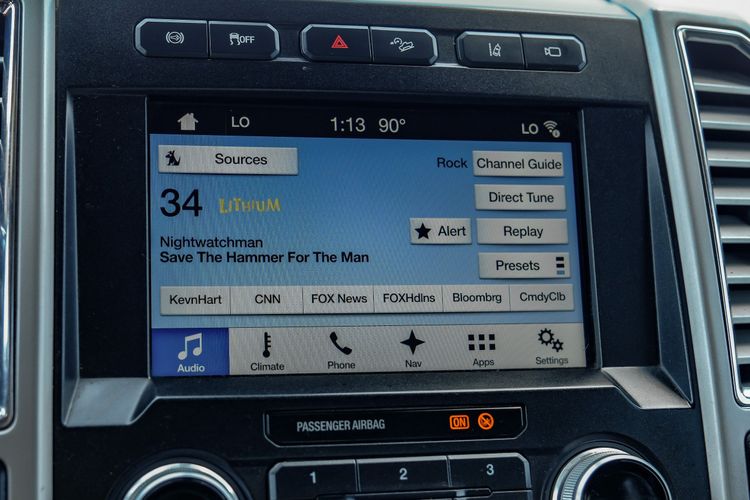 OFF
LO 1:13 90° LO
Sources
Rock Channel Guide
34 LITHIUM
Direct Tune
Alert Replay
Nightwatchman
Save The Hammer For The Man
Presets
KevnHart CNN FOX News FOXHdlns Bloombrg CmdyClb
Audio Climate Phone Nav Apps Settings
PASSENGER AIRBAG ON
1 2 3